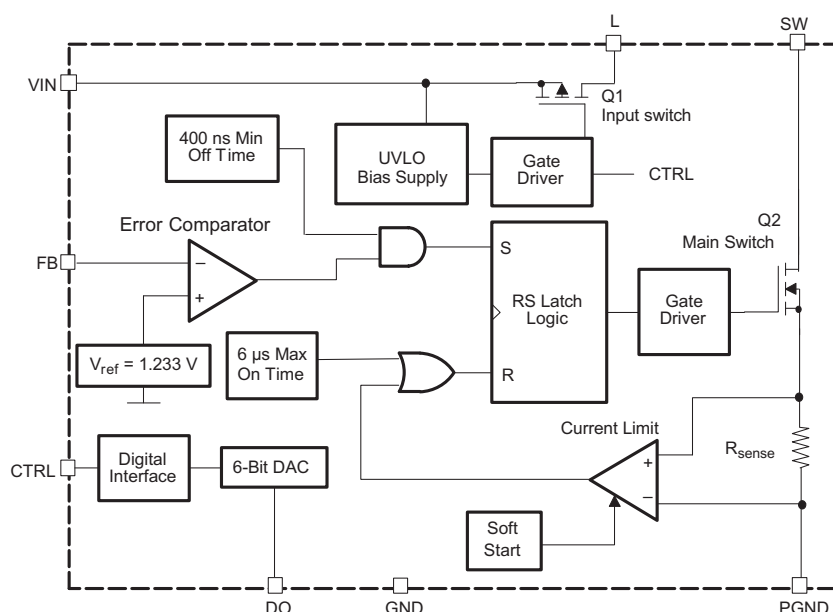 L
SW
VIN
Q1
Input switch
400 ns Min
Off Time
UVLO
Bias Supply
Gate
Driver
CTRL
Error Comparator
Q2
Main Switch
FB
−
+
S
RS Latch
Logic
Gate
Driver
Vref = 1.233 V
6 µs Max
On Time
R
Current Limit
+
−
Rsense
CTRL
Digital
Interface
6-Bit DAC
Soft
Start
DO
GND
PGND